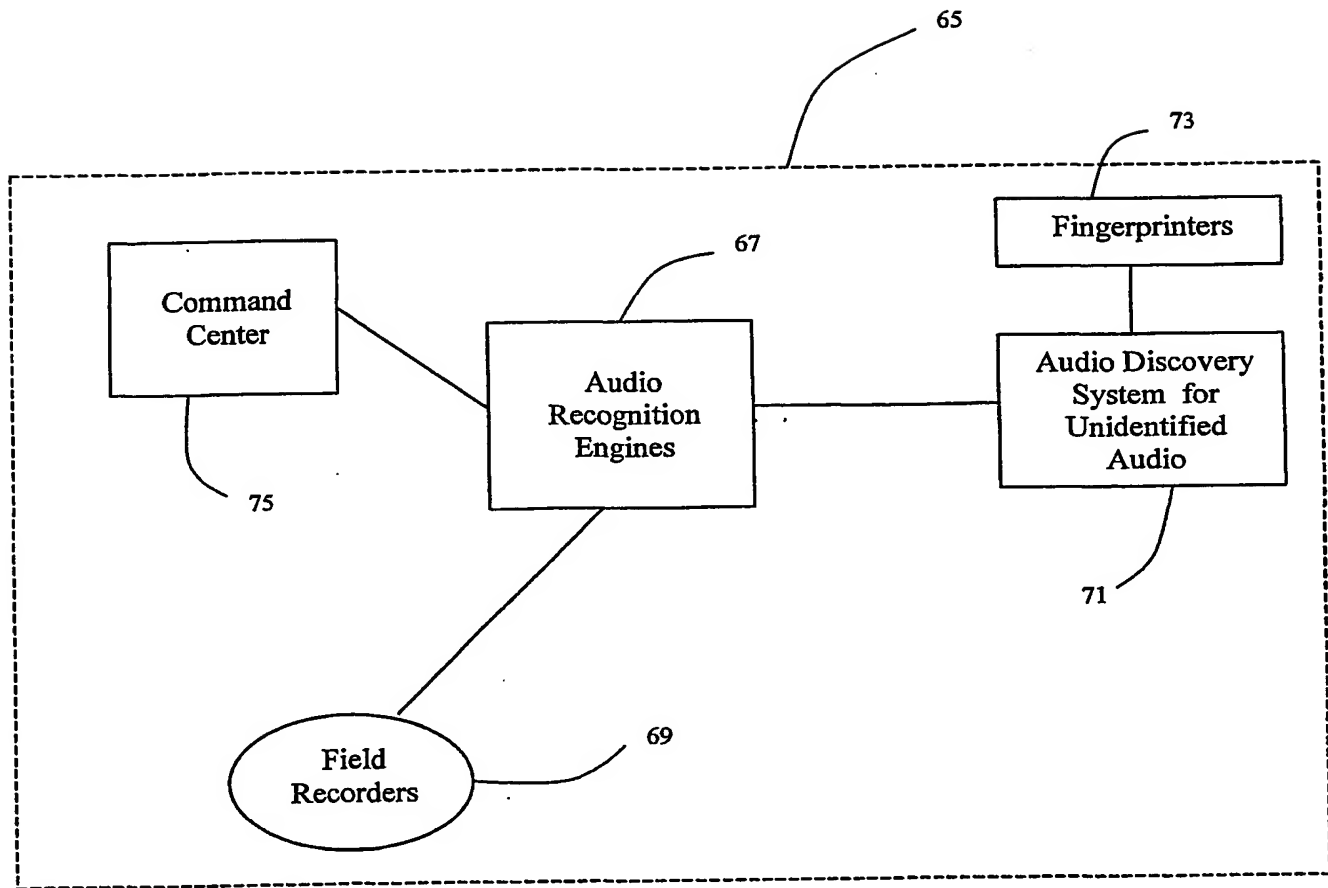 65
73
Fingerprinters
67
Command
Center
Audio
Recognition
Engines
Audio Discovery
System for
Unidentified
Audio
75
71
69
Field
Recorders